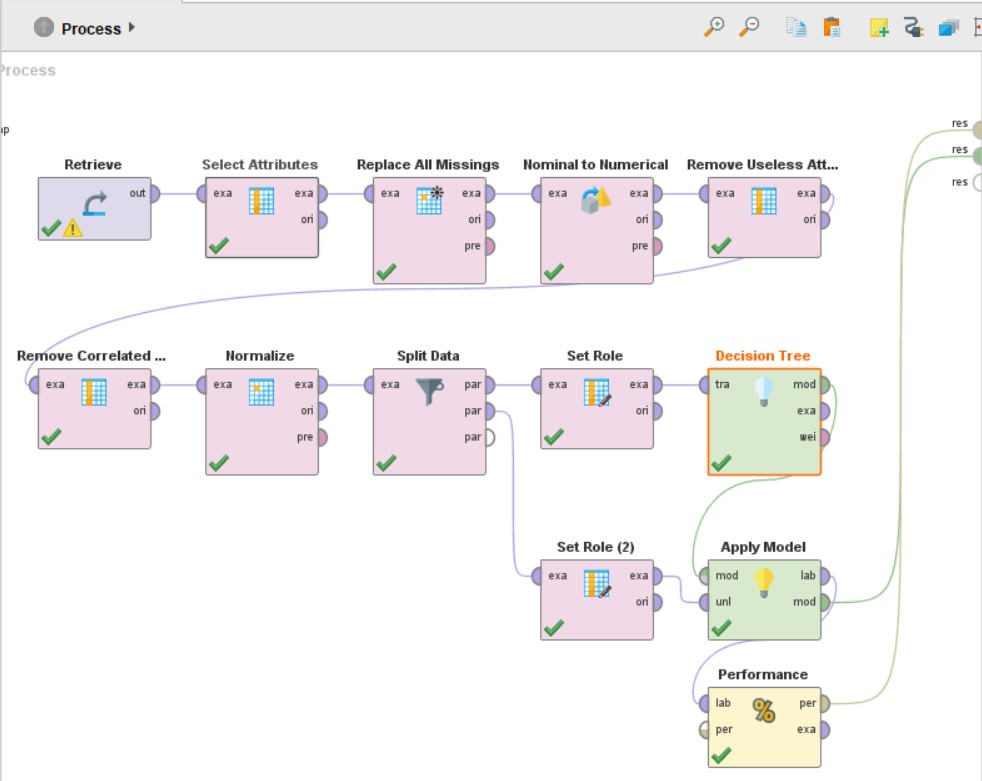 Process
Process
res
res
res
Retrieve
out
Select Attributes
exa exa
ori
Replace All Missings
exa exa
ori
pre
Nominal to Numerical
exa exa
ori
pre
Remove Useless Att...
exa exa
ori
Remove Correlated ...
exa exa
ori
Normalize
exa exa
ori
pre
Split Data
exa par
par
par
Set Role
exa exa
ori
Decision Tree
tra mod
exa
wei
Set Role (2)
exa exa
ori
Apply Model
mod lab
unl mod
Performance
% 
lab per
per exa